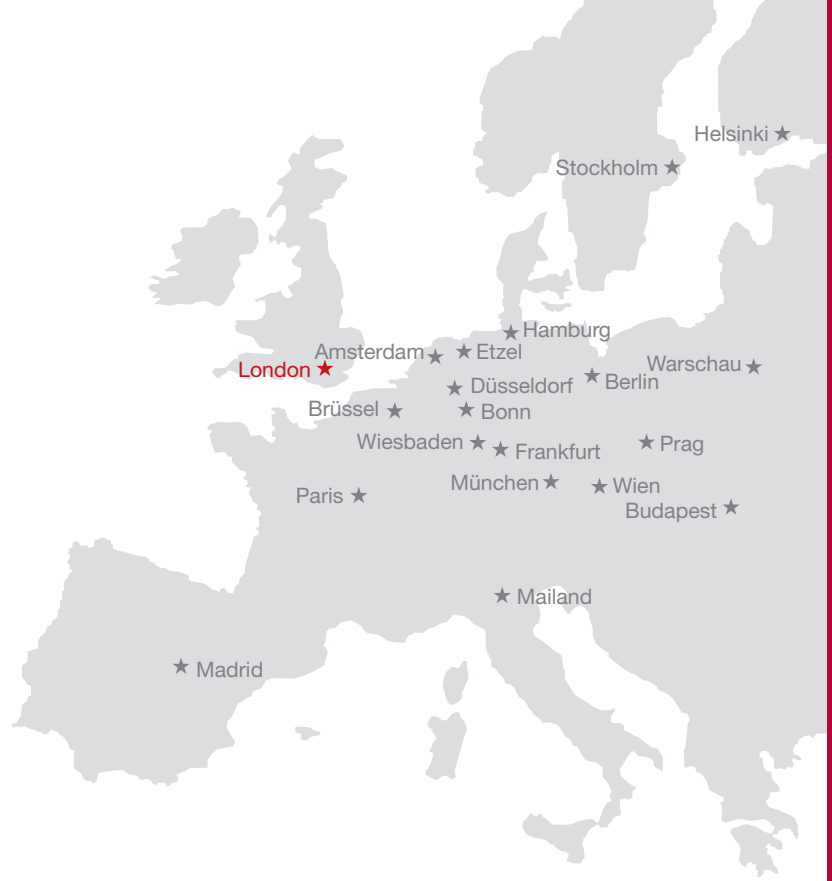 Helsinki
Stockholm
Hamburg
Amsterdam
Etzel
London
Warschau
Berlin
Düsseldorf
Brüssel
Bonn
Wiesbaden
Frankfurt
Prag
München
Wien
Paris
Budapest
Mailand
Madrid